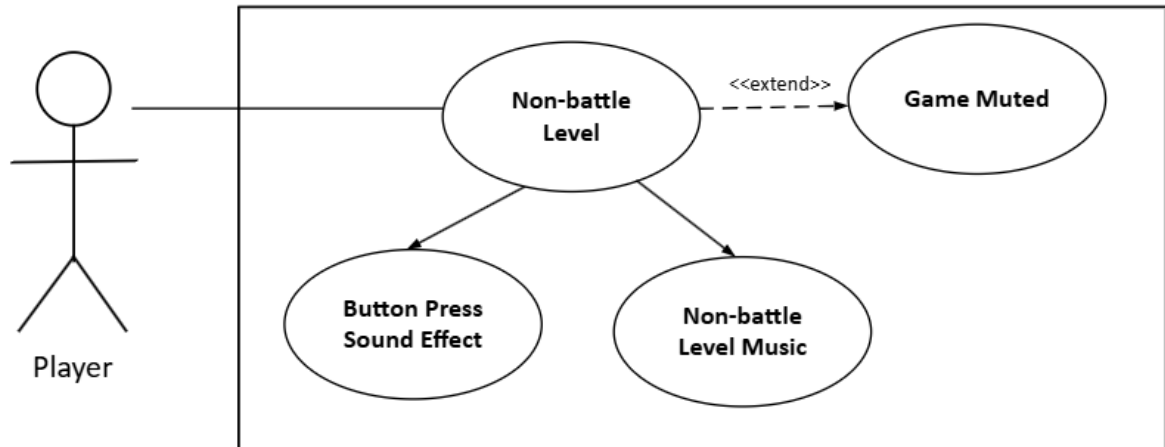 Non-battle
Level
<<extend>>
Game Muted
Button Press
Sound Effect
Non-battle
Level Music
Player